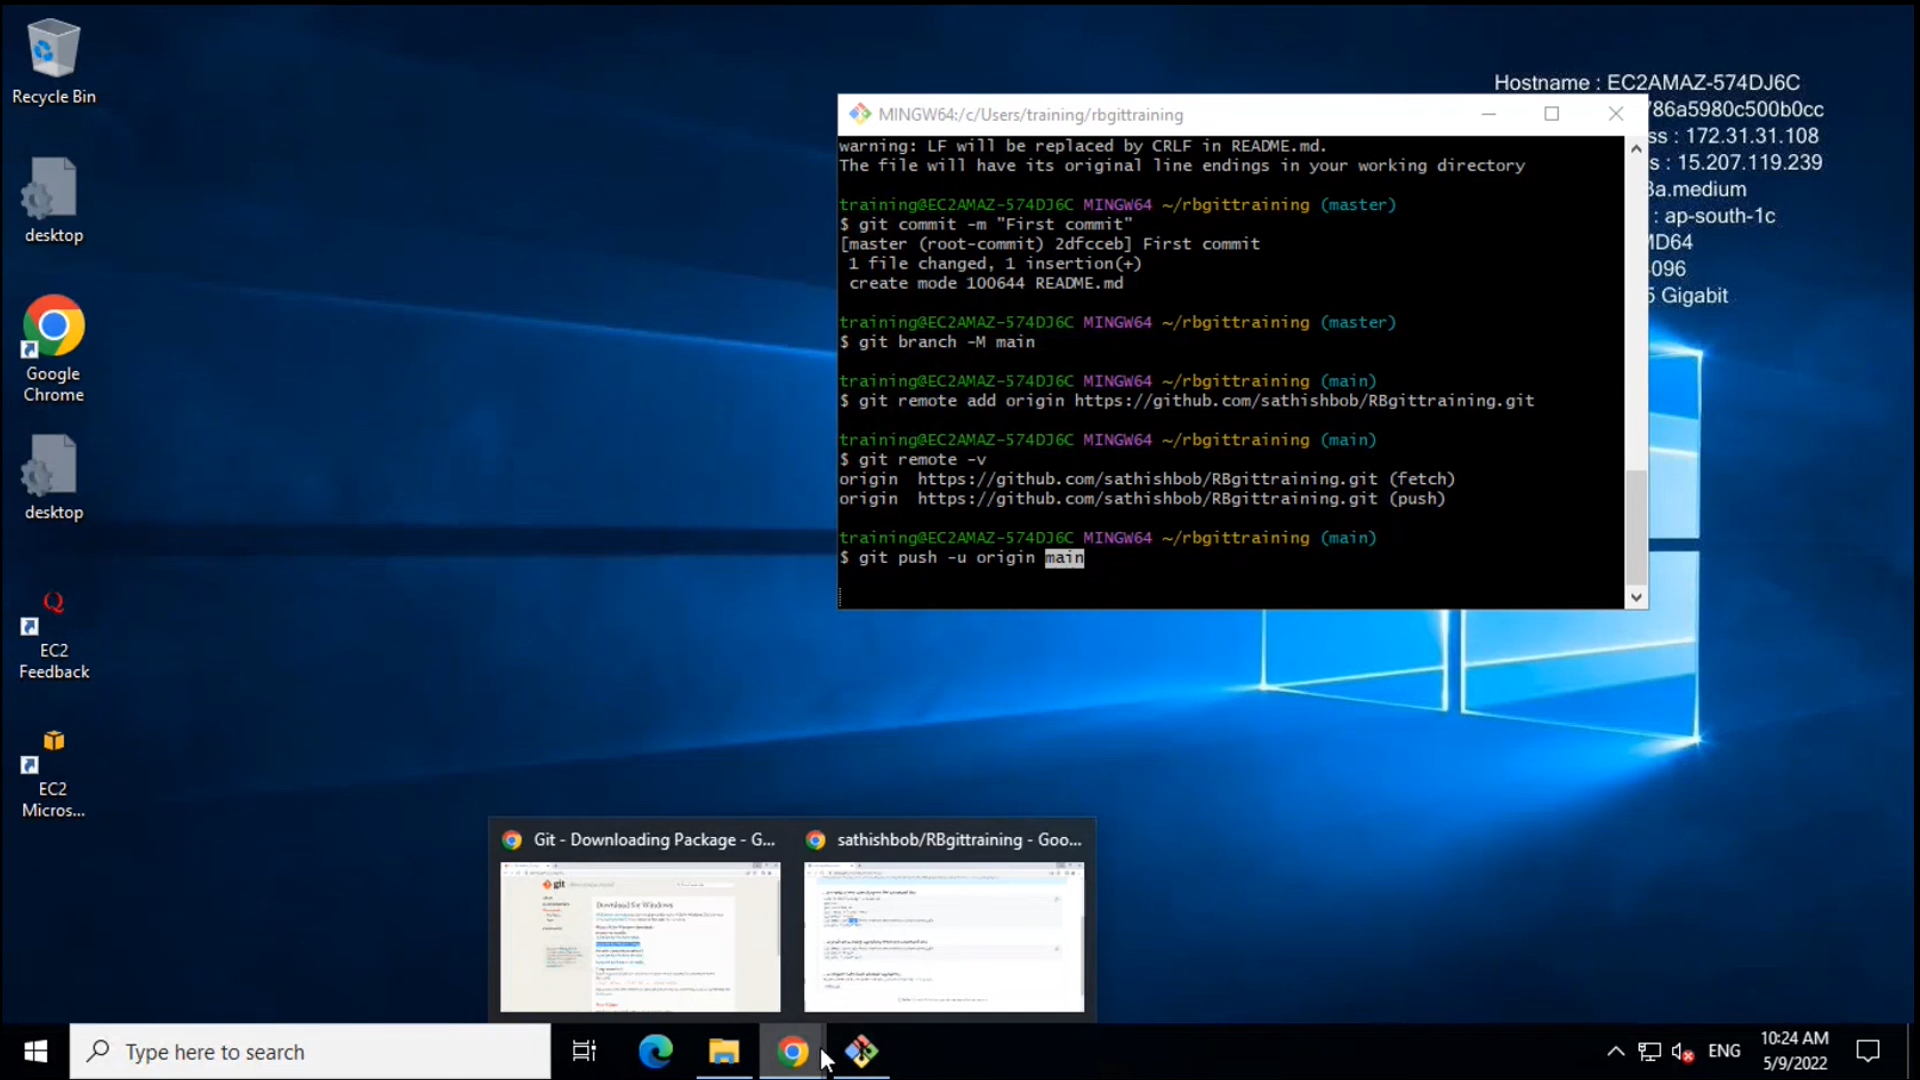 Recycle Bin
desktop
Google
Chrome
desktop
EC2
Feedback
EC2
Micros...
Hostname : EC2AMAZ-574DJ6C
786a5980c500b0cc
ss : 172.31.31.108
s : 15.207.119.239
3a.medium
: ap-south-1c
MD64
4096
5 Gigabit
MINGW64:/c/Users/training/rbgittraining
warning: LF will be replaced by CRLF in README.md.
The file will have its original line endings in your working directory
training@EC2AMAZ-574DJ6C MINGW64 ~/rbgittraining (master)
$ git commit -m "First commit"
[master (root-commit) 2dfcceb] First commit
1 file changed, 1 insertion(+)
create mode 100644 README.md
training@EC2AMAZ-574DJ6C MINGW64 ~/rbgittraining (master)
$ git branch -M main
training@EC2AMAZ-574DJ6C MINGW64 ~/rbgittraining (main)
$ git remote add origin https://github.com/sathishbob/RBgittraining.git
training@EC2AMAZ-574DJ6C MINGW64 ~/rbgittraining (main)
$ git remote -v
origin  https://github.com/sathishbob/RBgittraining.git (fetch)
origin  https://github.com/sathishbob/RBgittraining.git (push)
training@EC2AMAZ-574DJ6C MINGW64 ~/rbgittraining (main)
$ git push -u origin main
Git - Downloading Package - G...
sathishbob/RBgittraining - Goo...
git
Download for Windows
Type here to search
ENG
10:24 AM
5/9/2022